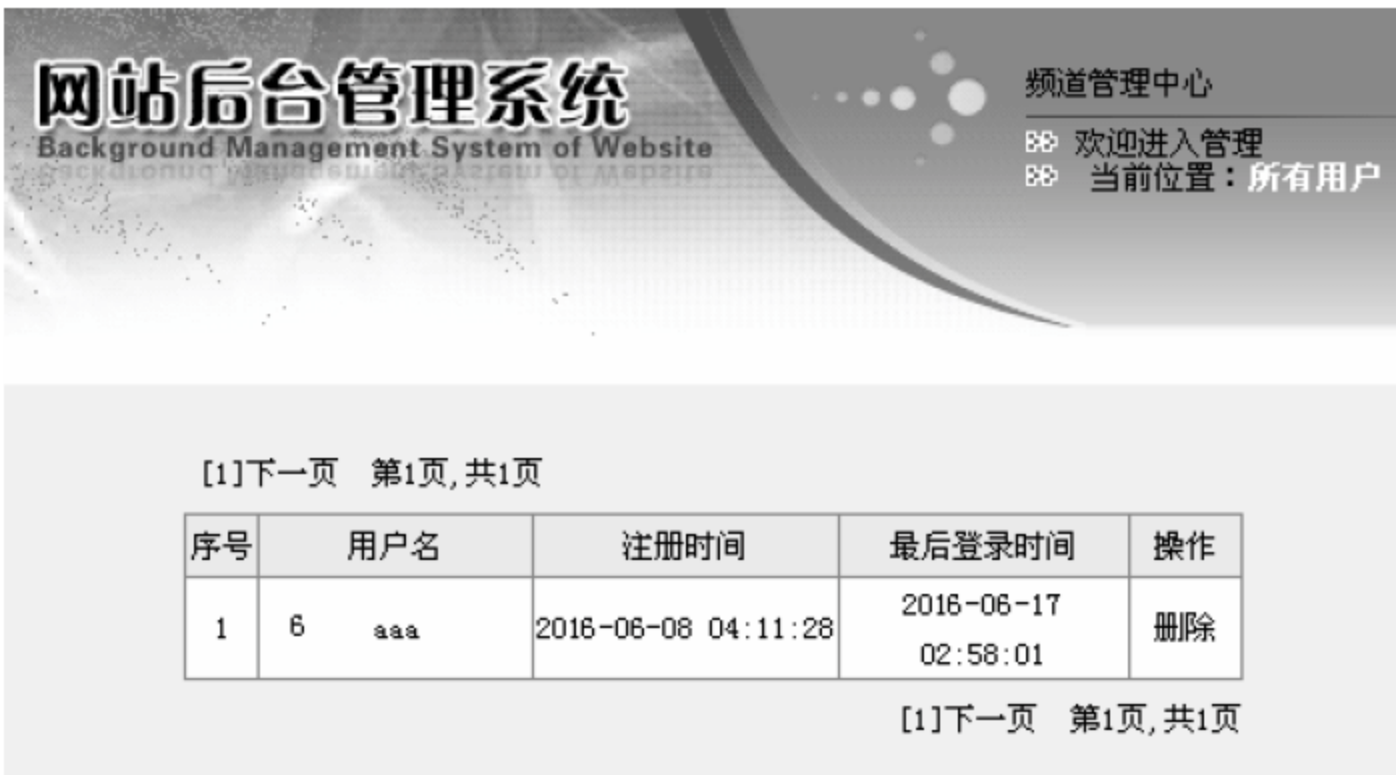 网站后台管理系统
Background Management System of Website
频道管理中心
欢迎进入管理
当前位置：所有用户
[1]下一页 第1页,共1页
序号 用户名 注册时间 最后登录时间 操作
1 6 aaa 2016-06-08 04:11:28 2016-06-17 02:58:01 删除
[1]下一页 第1页,共1页